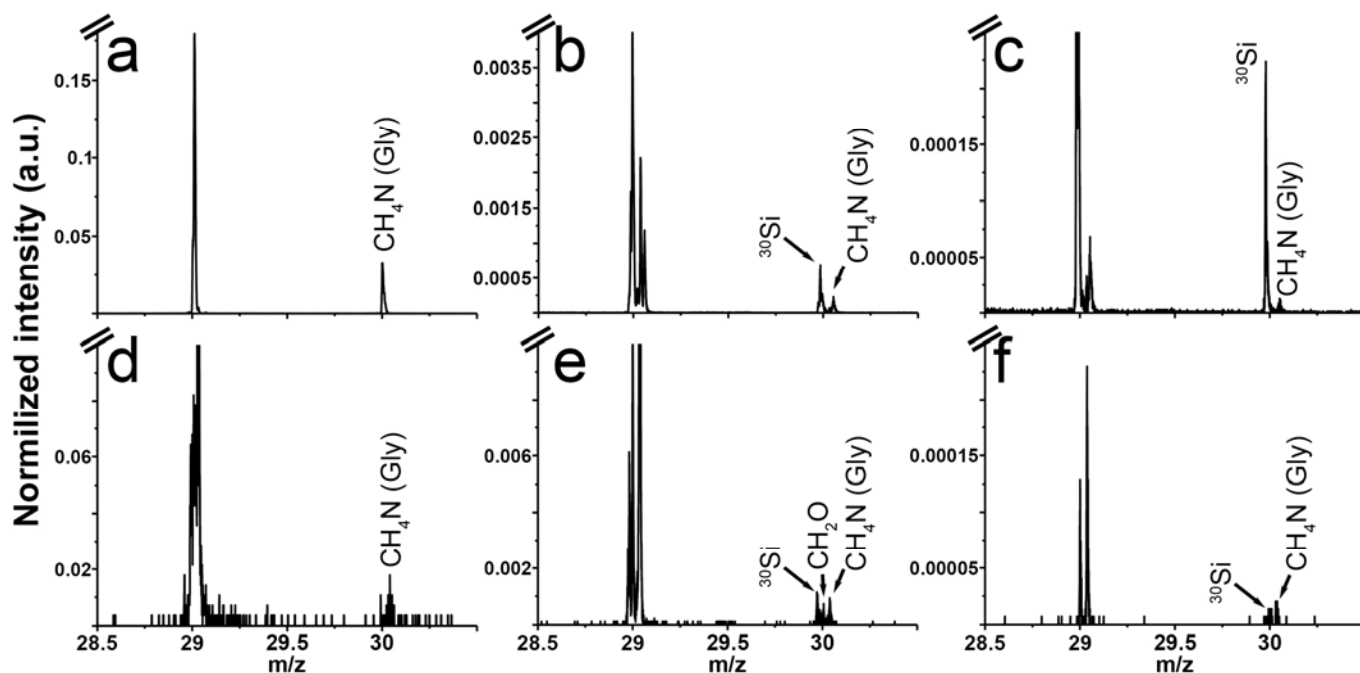 Normilized intensity (a.u.)
a
0.15
0.1
0.05
CH₄N (Gly)
b
0.0035
0.0025
0.0015
0.0005
³⁰Si
CH₄N (Gly)
c
0.00015
0.00005
³⁰Si
CH₄N (Gly)
d
0.06
0.02
CH₄N (Gly)
28.5 29 29.5 30
m/z
e
0.006
0.002
³⁰Si
CH₂O
CH₄N (Gly)
28.5 29 29.5 30
m/z
f
0.00015
0.00005
³⁰Si
CH₄N (Gly)
28.5 29 29.5 30
m/z